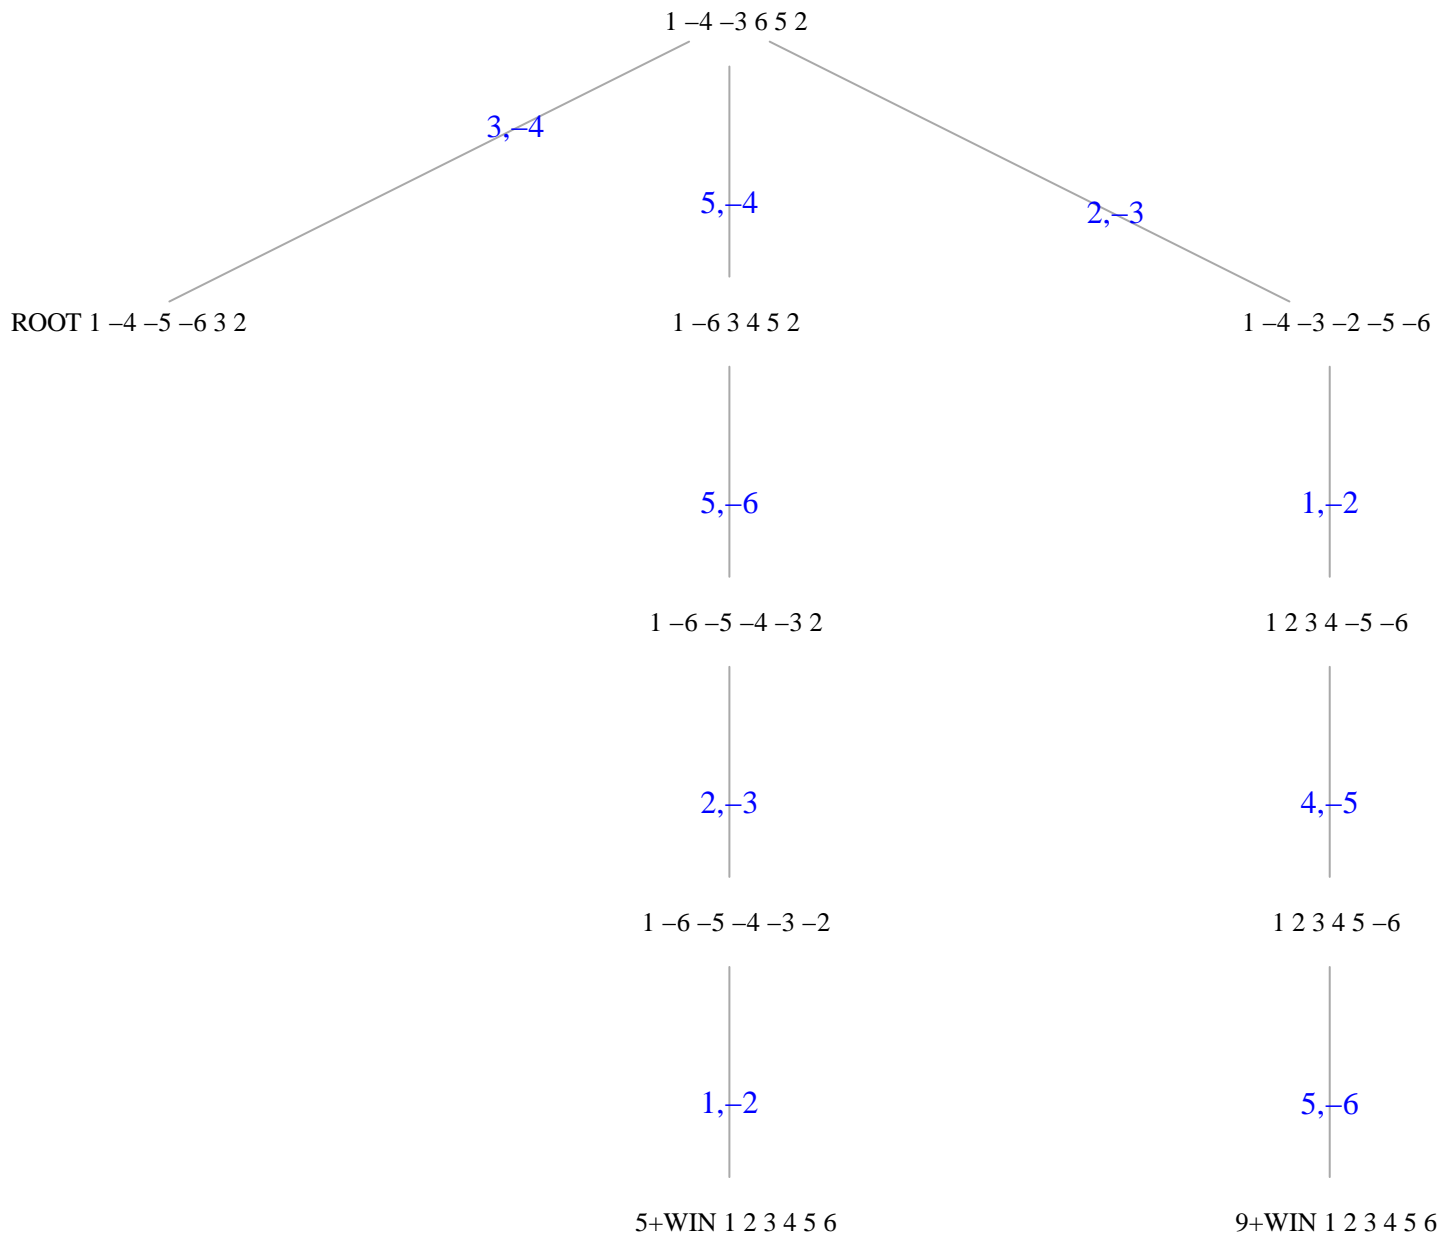 1 –4 –3 6 5 2
3,–4
5,–4
2,–3
ROOT 1 –4 –5 –6 3 2
1 –6 3 4 5 2
1 –4 –3 –2 –5 –6
5,–6
1,–2
1 –6 –5 –4 –3 2
1 2 3 4 –5 –6
2,–3
4,–5
1 –6 –5 –4 –3 –2
1 2 3 4 5 –6
1,–2
5,–6
5+WIN 1 2 3 4 5 6
9+WIN 1 2 3 4 5 6